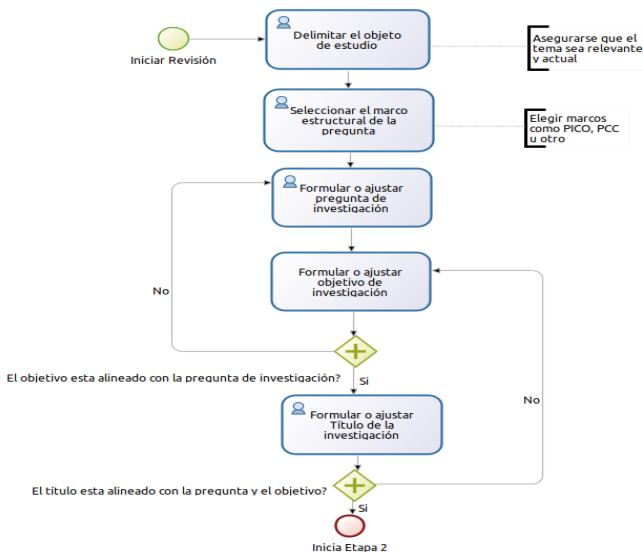 Iniciar Revisión
Delimitar el objeto
de estudio
Asegurarse que el
tema sea relevante
y actual
Seleccionar el marco
estructural de la
pregunta
Elegir marcos
como PICO, PCC
u otro
Formular o ajustar
pregunta de
investigación
Formular o ajustar
objetivo de
investigación
No
El objetivo esta alineado con la pregunta de investigación?
Si
Formular o ajustar
Título de la
investigación
No
El título esta alineado con la pregunta y el objetivo?
Si
Inicia Etapa 2